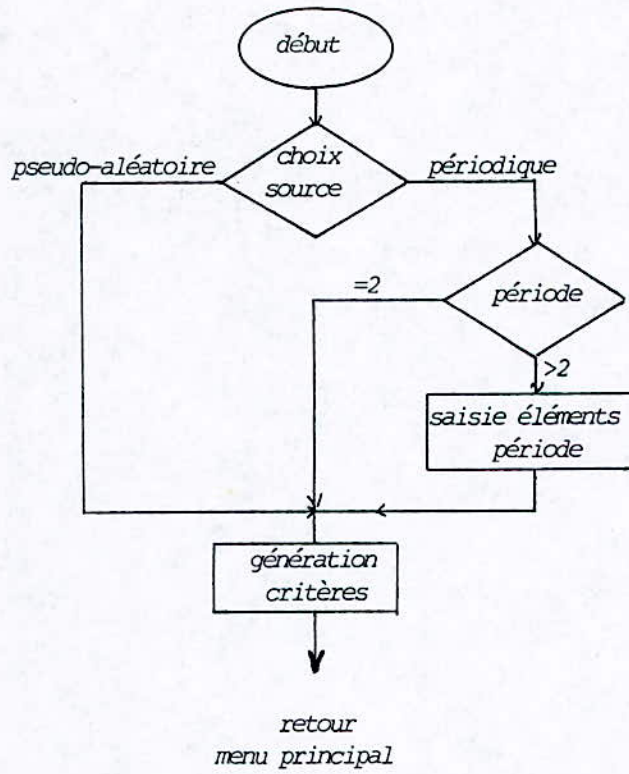 début
choix
source
pseudo-aléatoire
périodique
=2
période
>2
saisie éléments
période
génération
critères
retour
menu principal